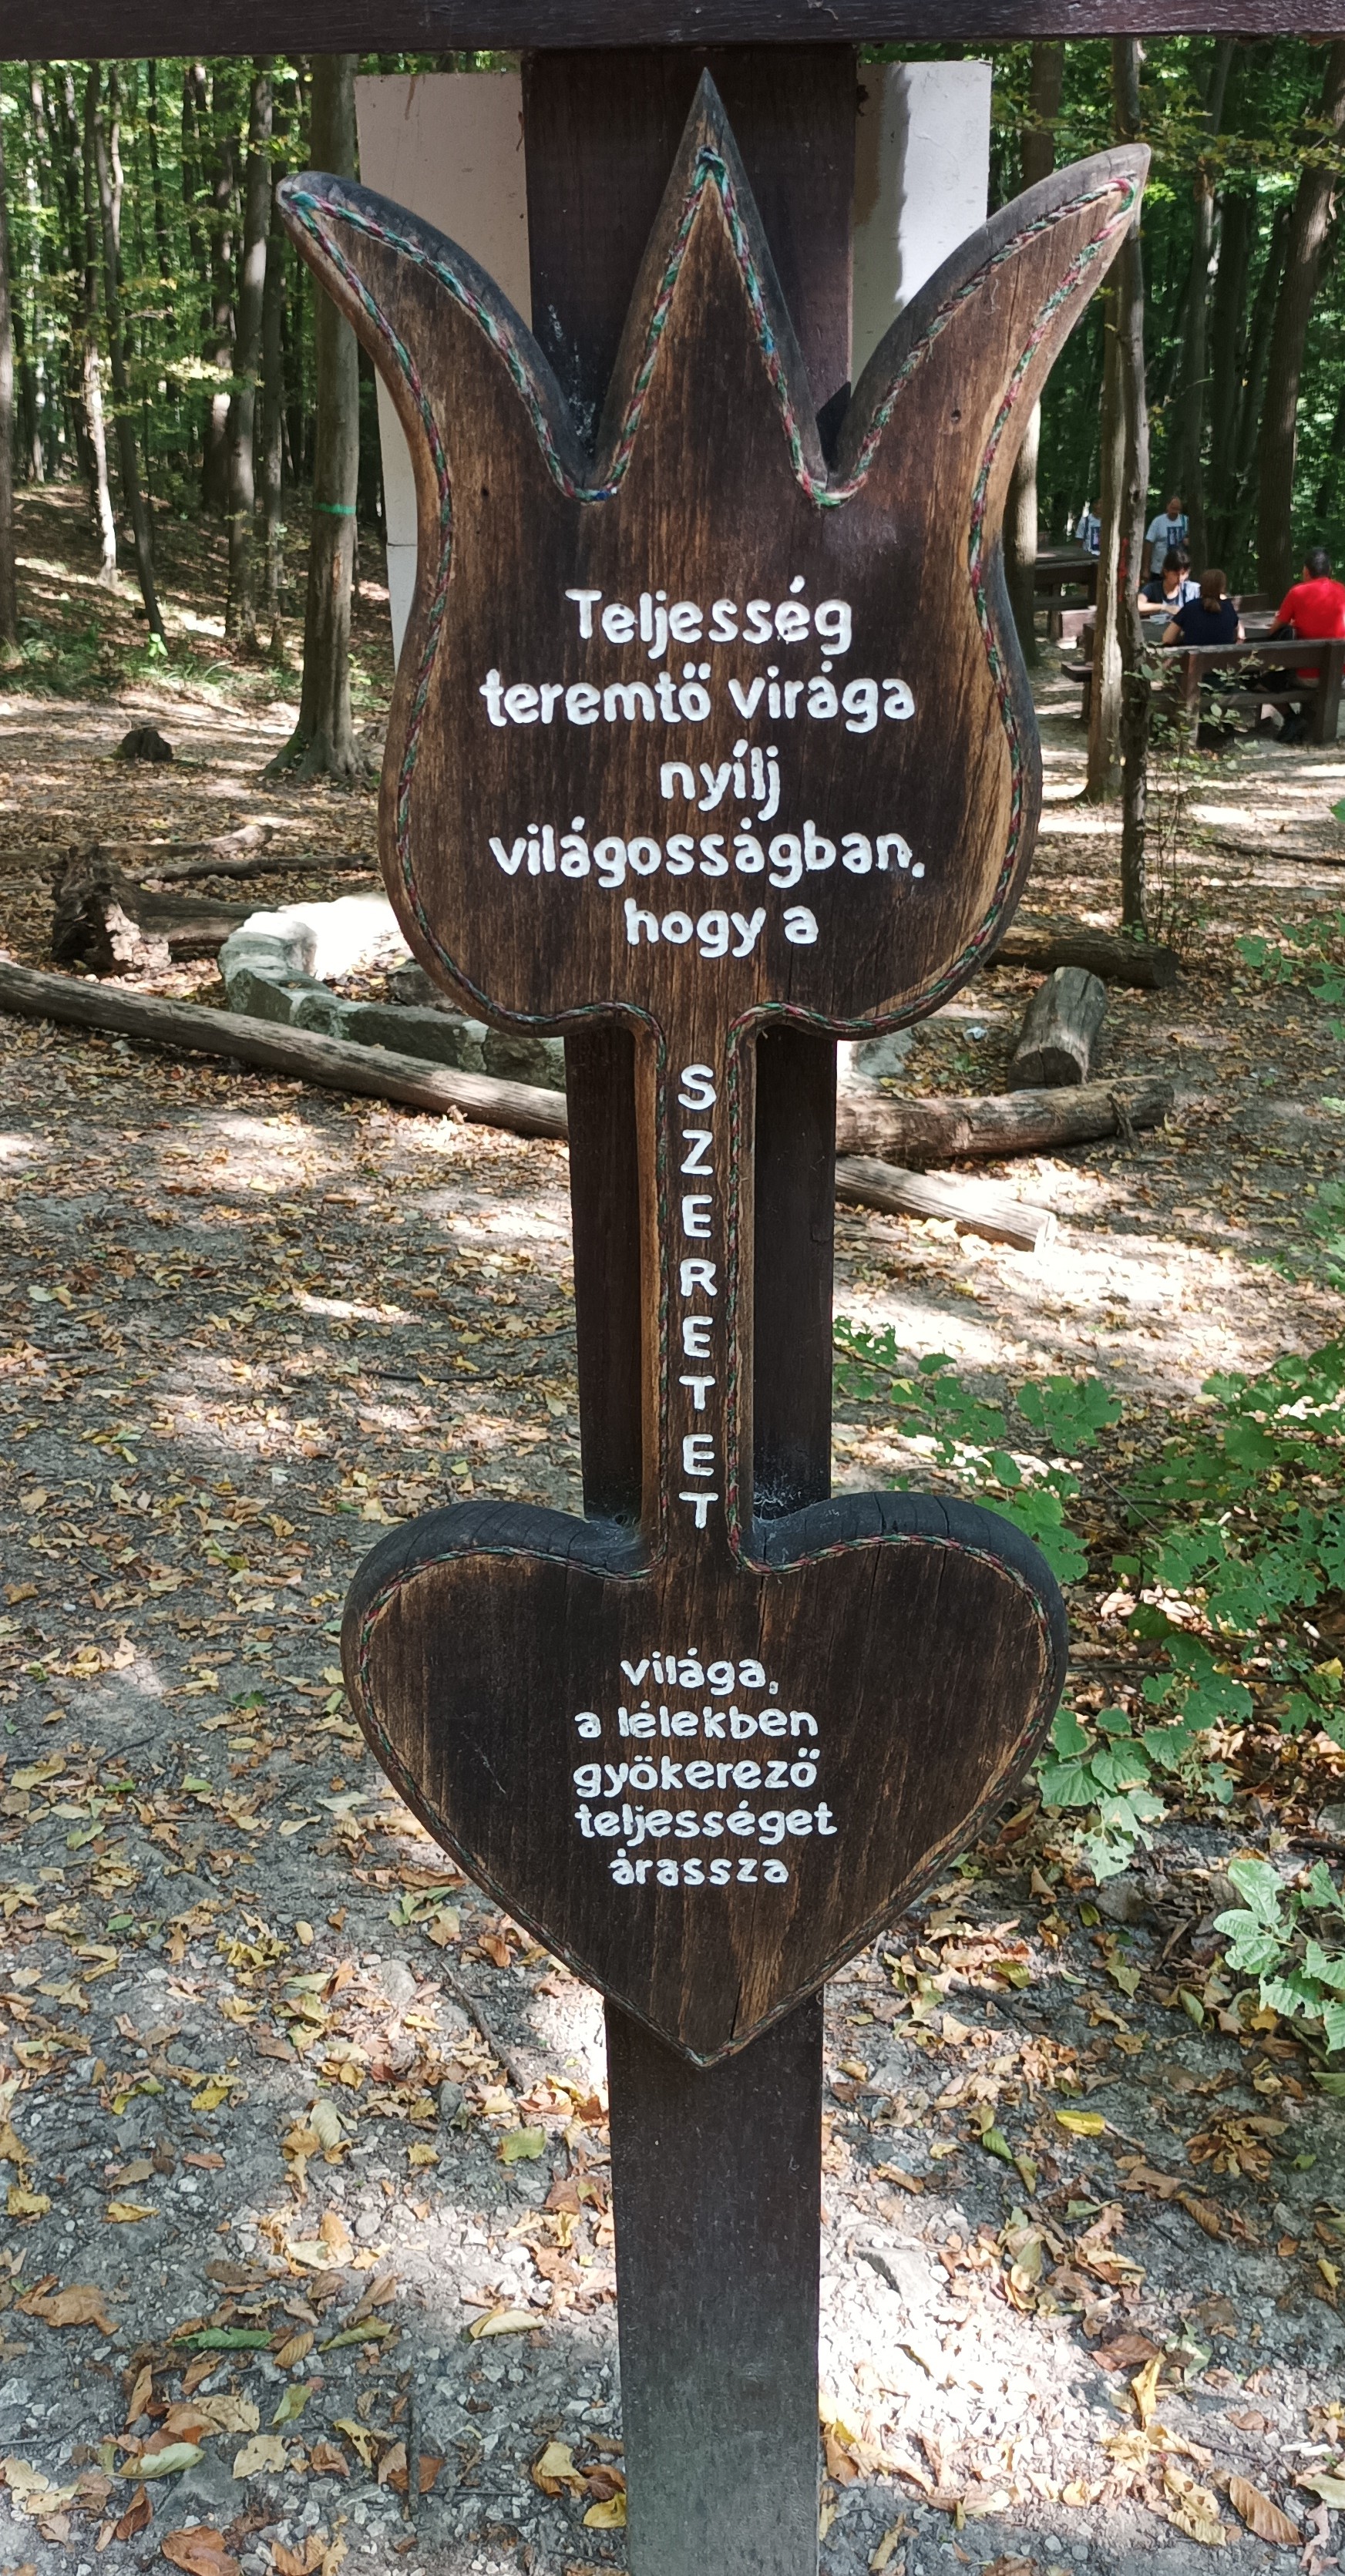 Teljesség
teremtő virága
nyílj
világosságban,
hogy a
SZERETET
világa,
a lélekben
gyökerező
teljességet
árassza